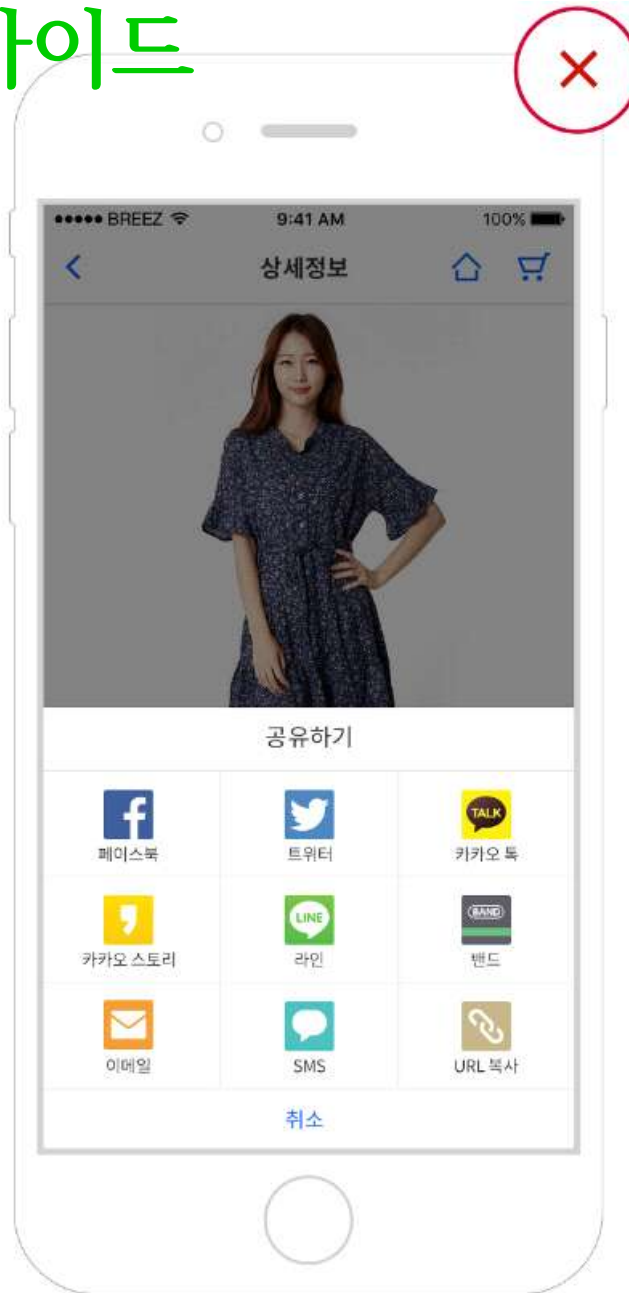 이드
BREEZ 9:41 AM 100%
상세정보
공유하기
페이스북 트위터 TALK 카카오 톡
카카오 스토리 LINE 라인 BAND 밴드
이메일 SMS URL 복사
취소